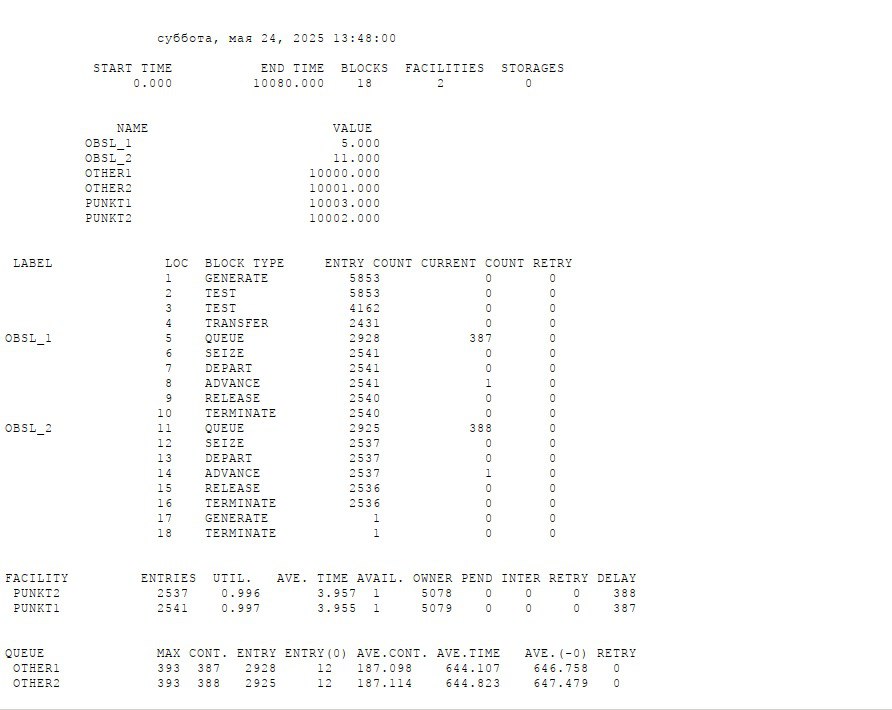 суббота, мая 24, 2025 13:48:00
START TIME END TIME BLOCKS FACILITIES STORAGES
0.000 10080.000 18 2 0
NAME VALUE
OBSL_1 5.000
OBSL_2 11.000
OTHER1 10000.000
OTHER2 10001.000
PUNKT1 10003.000
PUNKT2 10002.000
LABEL LOC BLOCK TYPE ENTRY COUNT CURRENT COUNT RETRY
1 GENERATE 5853 0 0
2 TEST 5853 0 0
3 TEST 4162 0 0
4 TRANSFER 2431 0 0
OBSL_1 5 QUEUE 2928 387 0
6 SEIZE 2541 0 0
7 DEPART 2541 0 0
8 ADVANCE 2541 1 0
9 RELEASE 2540 0 0
10 TERMINATE 2540 0 0
OBSL_2 11 QUEUE 2925 388 0
12 SEIZE 2537 0 0
13 DEPART 2537 0 0
14 ADVANCE 2537 1 0
15 RELEASE 2536 0 0
16 TERMINATE 2536 0 0
17 GENERATE 1 0 0
18 TERMINATE 1 0 0
FACILITY ENTRIES UTIL. AVE. TIME AVAIL. OWNER PEND INTER RETRY DELAY
PUNKT2 2537 0.996 3.957 1 5078 0 0 0 388
PUNKT1 2541 0.997 3.955 1 5079 0 0 0 387
QUEUE MAX CONT. ENTRY ENTRY(0) AVE.CONT. AVE.TIME AVE.(-0) RETRY
OTHER1 393 387 2928 12 187.098 644.107 646.758 0
OTHER2 393 388 2925 12 187.114 644.823 647.479 0